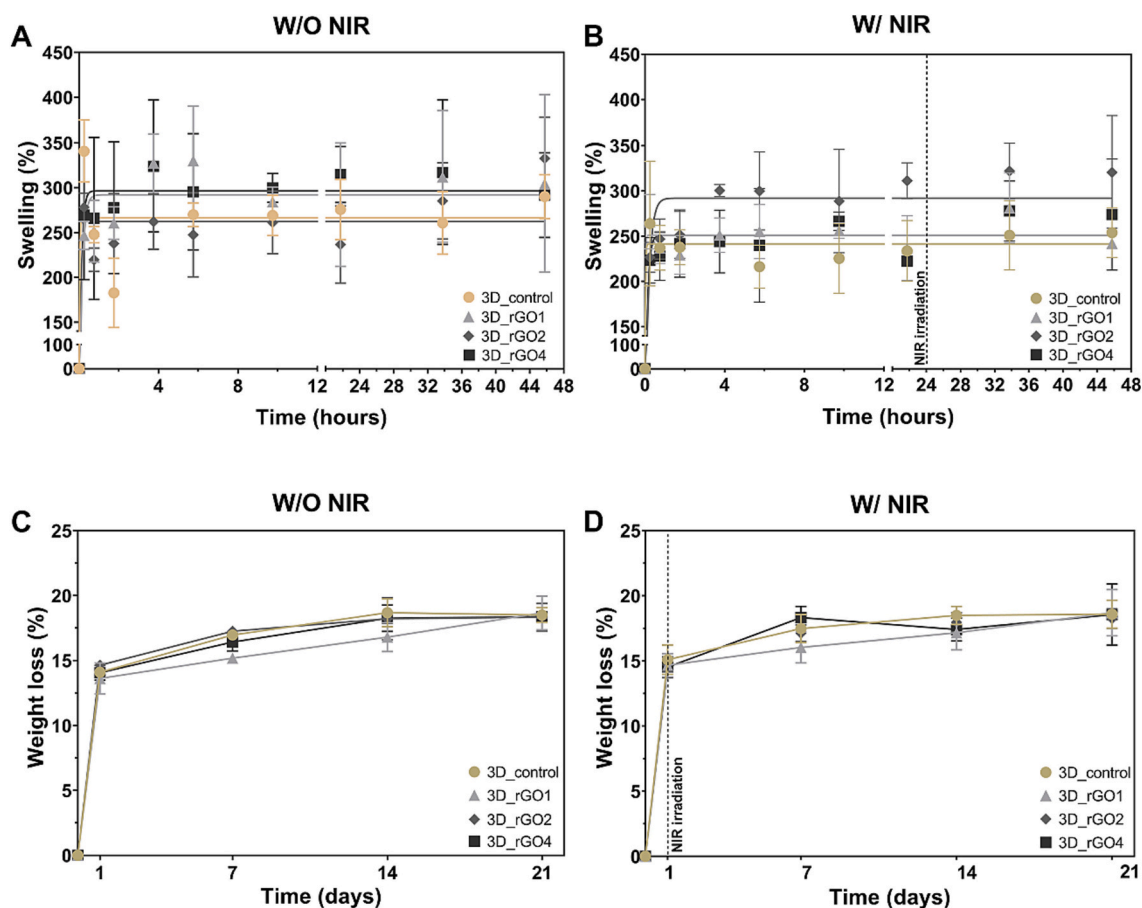 A
W/O NIR
450
400
350
300
250
200
150
100
0
Swelling (%)
4
8
12
16
20
24
28
32
36
40
44
48
Time (hours)
3D_control
3D_rGO1
3D_rGO2
3D_rGO4
B
W/ NIR
450
400
350
300
250
200
150
100
0
Swelling (%)
0
4
8
12
16
20
24
28
32
36
40
44
48
Time (hours)
NIR irradiation
3D_control
3D_rGO1
3D_rGO2
3D_rGO4
C
W/O NIR
25
20
15
10
5
0
Weight loss (%)
1
7
14
21
Time (days)
3D_control
3D_rGO1
3D_rGO2
3D_rGO4
D
W/ NIR
25
20
15
10
5
0
Weight loss (%)
1
7
14
21
Time (days)
NIR irradiation
3D_control
3D_rGO1
3D_rGO2
3D_rGO4